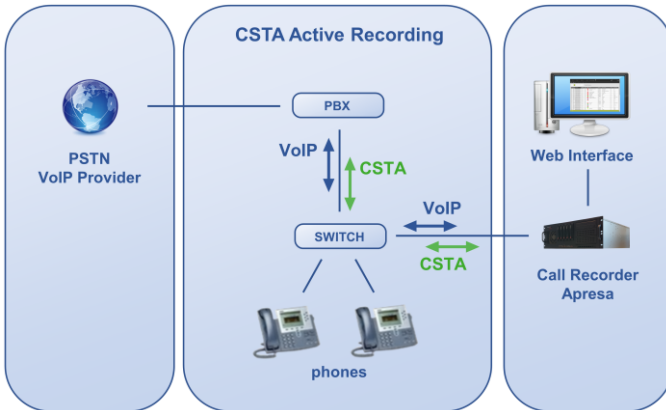 CSTA Active Recording
PSTN
VoIP Provider
PBX
VoIP
CSTA
SWITCH
VoIP
CSTA
phones
Web Interface
Call Recorder
Apresa